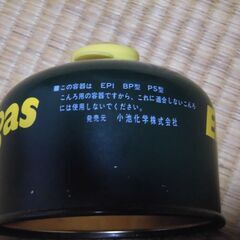 pas
■この容器は EPI BP型 PS型
こんろ用の容器ですから、これに適合しないこんろ
には使用しないでください。
発売元 小池化学株式会社